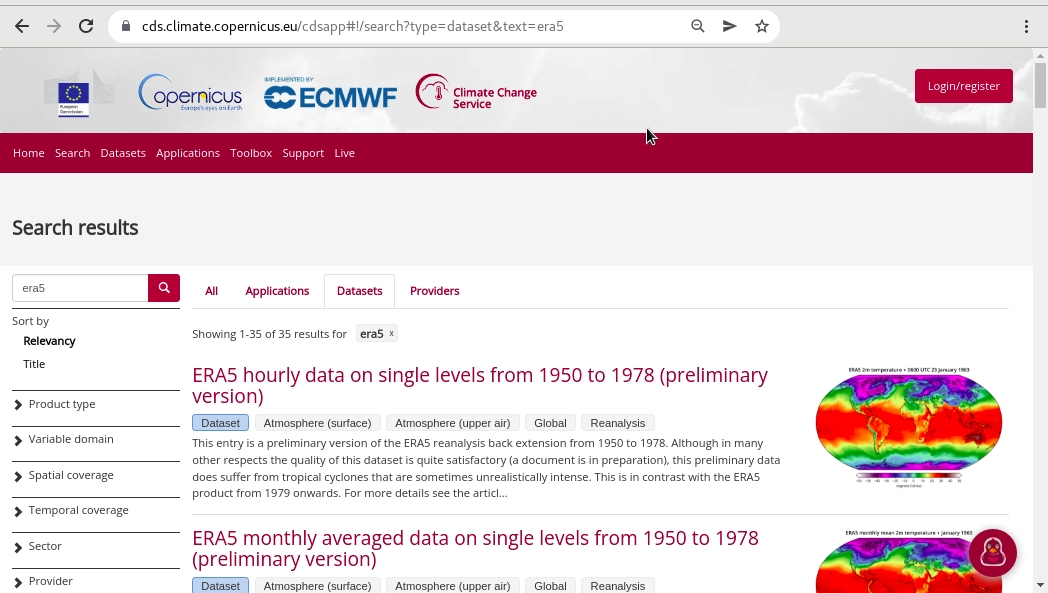 cds.climate.copernicus.eu/cdsapp#!/search?type=dataset&text=era5
European
Commission
opernicus
Europe's eyes on Earth
IMPLEMENTED BY
ECMWF
Climate Change
Service
Login/register
Home Search Datasets Applications Toolbox Support Live
Search results
era5
All Applications Datasets Providers
Sort by
Relevancy
Title
Product type
Variable domain
Spatial coverage
Temporal coverage
Sector
Provider
Showing 1-35 of 35 results for era5 x
ERA5 hourly data on single levels from 1950 to 1978 (preliminary
version)
Dataset Atmosphere (surface) Atmosphere (upper air) Global Reanalysis
This entry is a preliminary version of the ERA5 reanalysis back extension from 1950 to 1978. Although in many
other respects the quality of this dataset is quite satisfactory (a document is in preparation), this preliminary data
does suffer from tropical cyclones that are sometimes unrealistically intense. This is in contrast with the ERA5
product from 1979 onwards. For more details see the articl...
ERA5 2m temperature • 0600 UTC 23 January 1963
degrees Celsius
ERA5 monthly averaged data on single levels from 1950 to 1978
(preliminary version)
Dataset Atmosphere (surface) Atmosphere (upper air) Global Reanalysis
ERA5 monthly mean 2m temperature • January 1963